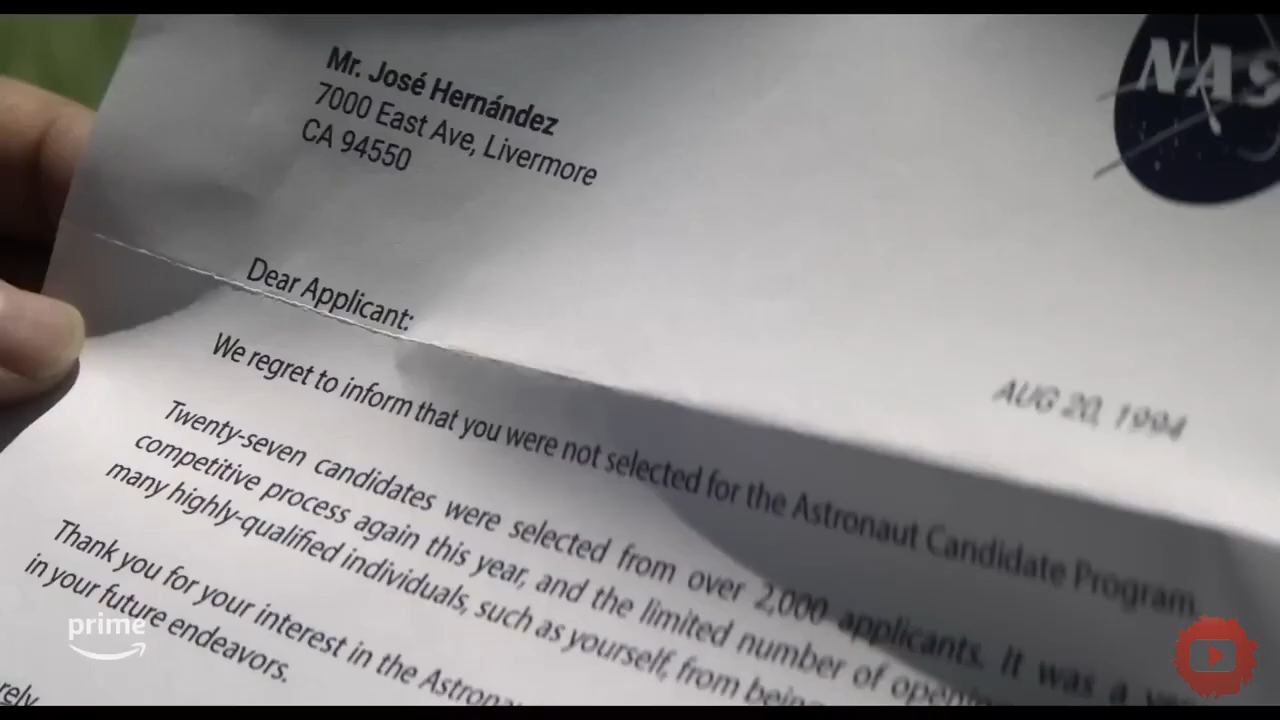 Mr. José Hernández
7000 East Ave, Livermore
CA 94550
NAS
Dear Applicant:
AUG 20, 1994
We regret to inform that you were not selected for the Astronaut Candidate Program.
Twenty-seven candidates were selected from over 2,000 applicants. It was a
competitive process again this year, and the limited number of
many highly-qualified individuals, such as yourself, from being
Thank you for your interest in the
in your future endeavors.
prime